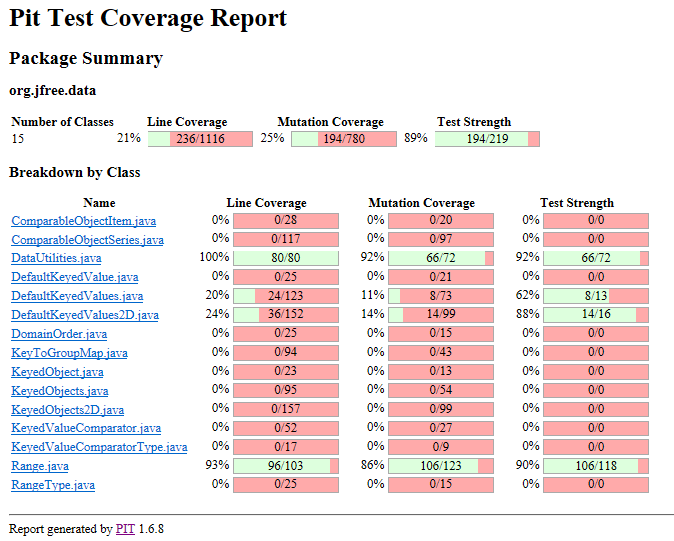 Pit Test Coverage Report
Package Summary
org.jfree.data
Number of Classes Line Coverage Mutation Coverage Test Strength
15 21% 236/1116 25% 194/780 89% 194/219
Breakdown by Class
Name Line Coverage Mutation Coverage Test Strength
ComparableObjectItem.java 0% 0/28 0% 0/20 0% 0/0
ComparableObjectSeries.java 0% 0/117 0% 0/97 0% 0/0
DataUtilities.java 100% 80/80 92% 66/72 92% 66/72
DefaultKeyedValue.java 0% 0/25 0% 0/21 0% 0/0
DefaultKeyedValues.java 20% 24/123 11% 8/73 62% 8/13
DefaultKeyedValues2D.java 24% 36/152 14% 14/99 88% 14/16
DomainOrder.java 0% 0/25 0% 0/15 0% 0/0
KeyToGroupMap.java 0% 0/94 0% 0/43 0% 0/0
KeyedObject.java 0% 0/23 0% 0/13 0% 0/0
KeyedObjects.java 0% 0/95 0% 0/54 0% 0/0
KeyedObjects2D.java 0% 0/157 0% 0/99 0% 0/0
KeyedValueComparator.java 0% 0/52 0% 0/27 0% 0/0
KeyedValueComparatorType.java 0% 0/17 0% 0/9 0% 0/0
Range.java 93% 96/103 86% 106/123 90% 106/118
RangeType.java 0% 0/25 0% 0/15 0% 0/0
Report generated by PIT 1.6.8